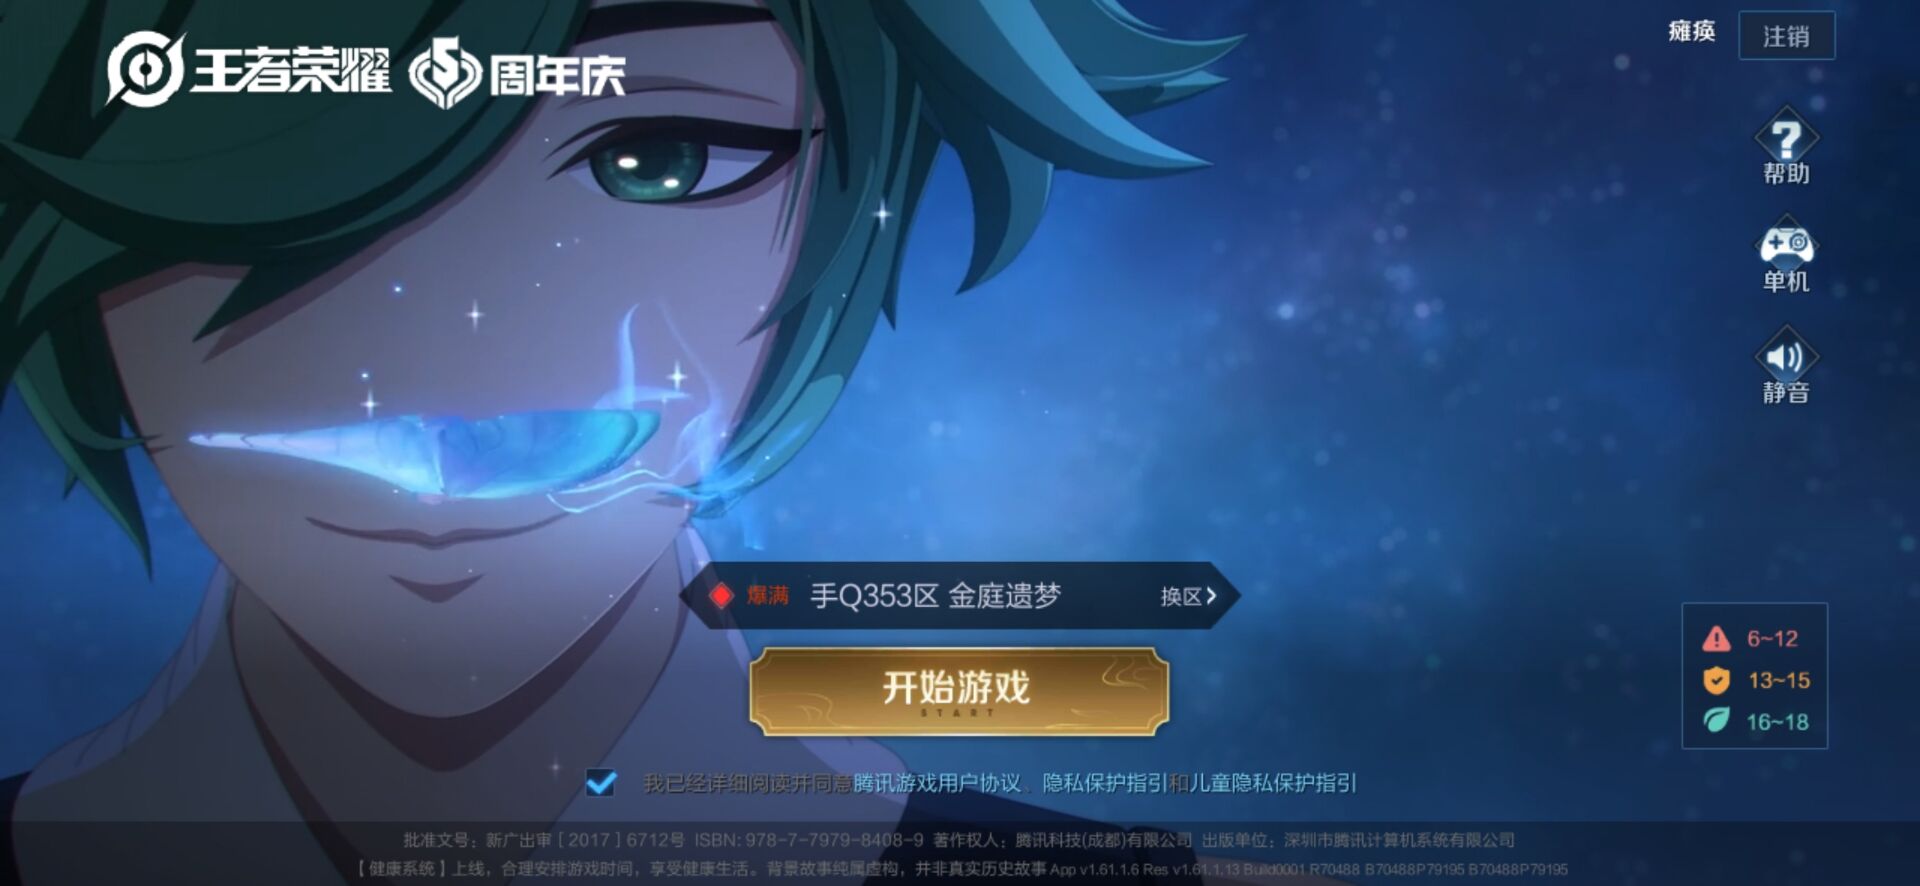 王者荣耀 5周年庆
瘫痪 注销
帮助
单机
静音
爆满 手Q353区 金庭遗梦 换区
开始游戏
START
6~12
13~15
16~18
我已经详细阅读并同意腾讯游戏用户协议、隐私保护指引和儿童隐私保护指引
批准文号：新广出审［2017］6712号 ISBN: 978-7-7979-8408-9 著作权人：腾讯科技(成都)有限公司 出版单位：深圳市腾讯计算机系统有限公司
【健康系统】上线，合理安排游戏时间，享受健康生活。背景故事纯属虚构，并非真实历史故事 App v1.61.1.6 Res v1.61.1.13 Build0001 R70488 B70488P79195 B70488P79195